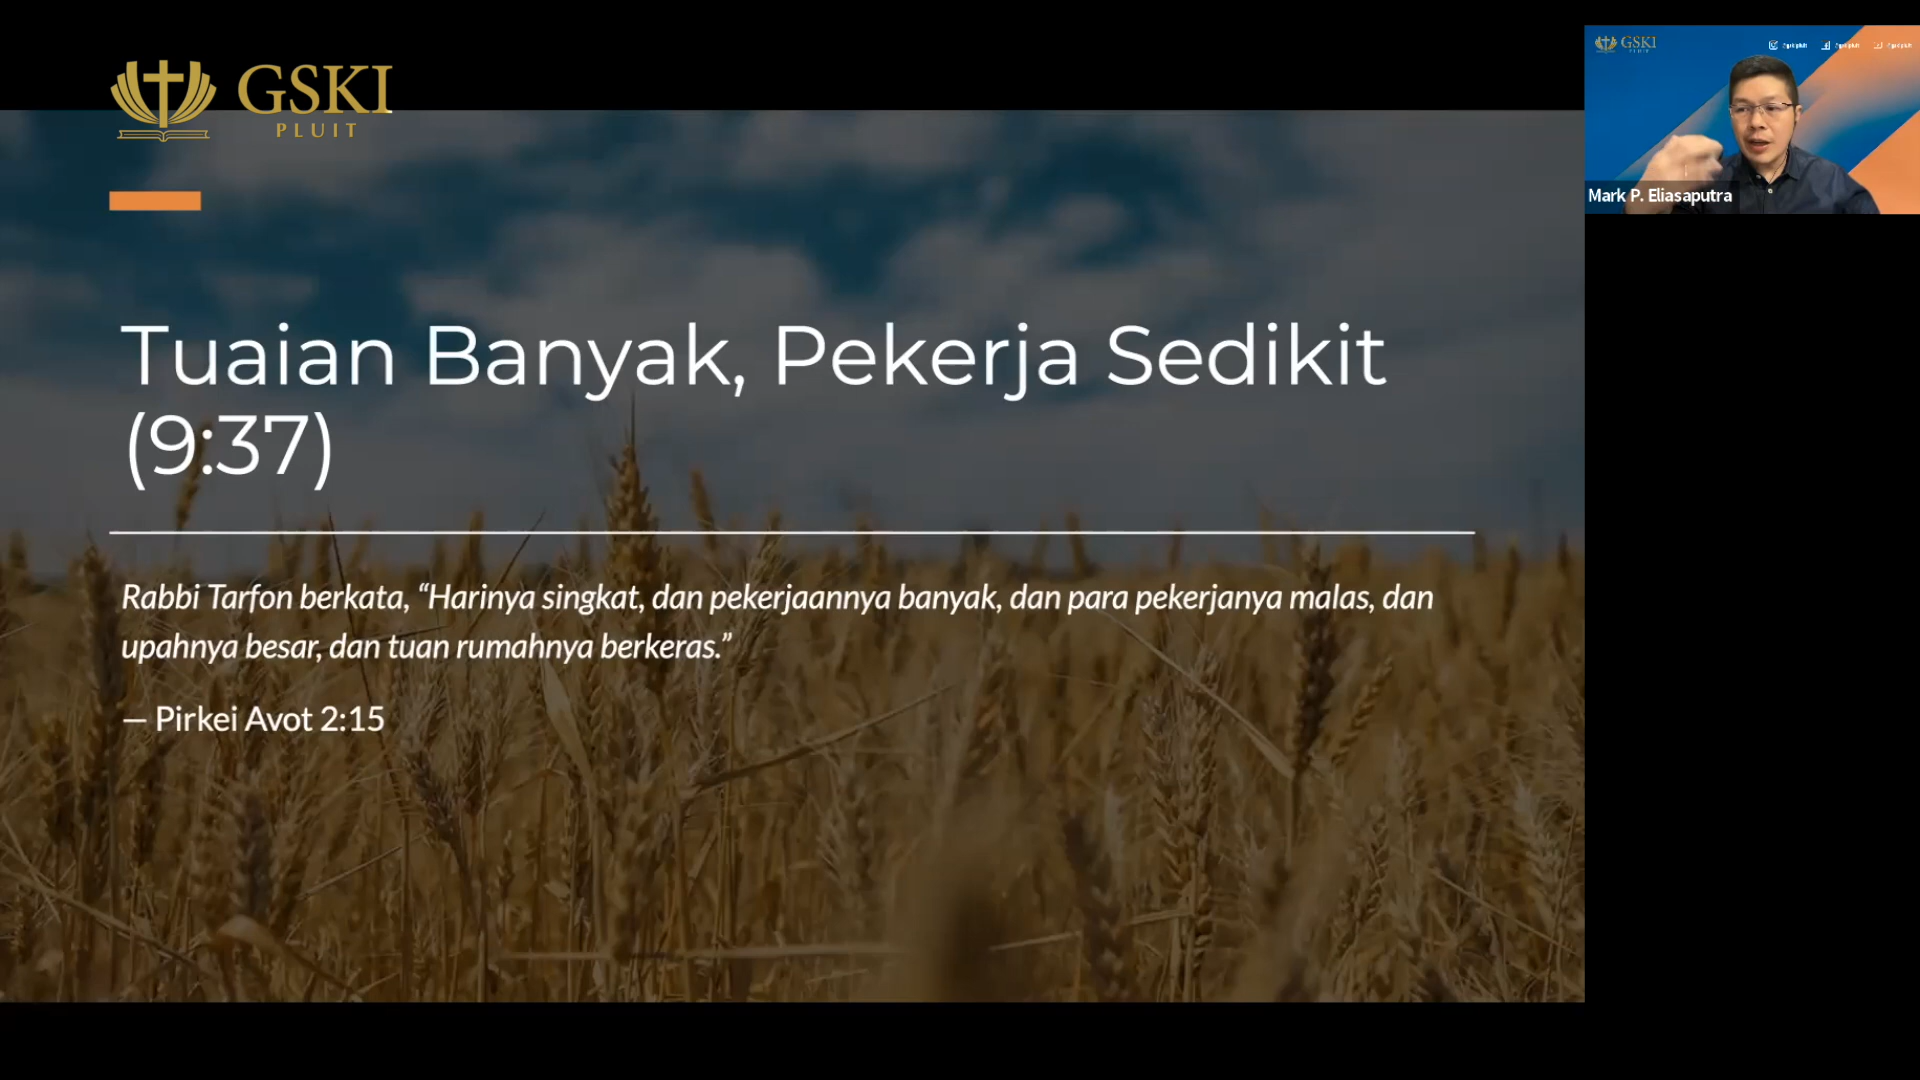 GSKI
PLUIT
Tuaian Banyak, Pekerja Sedikit
(9:37)
Rabbi Tarfon berkata, “Harinya singkat, dan pekerjaannya banyak, dan para pekerjanya malas, dan
upahnya besar, dan tuan rumahnya berkeras.”
— Pirkei Avot 2:15
GSKI
Mark P. Eliasaputra